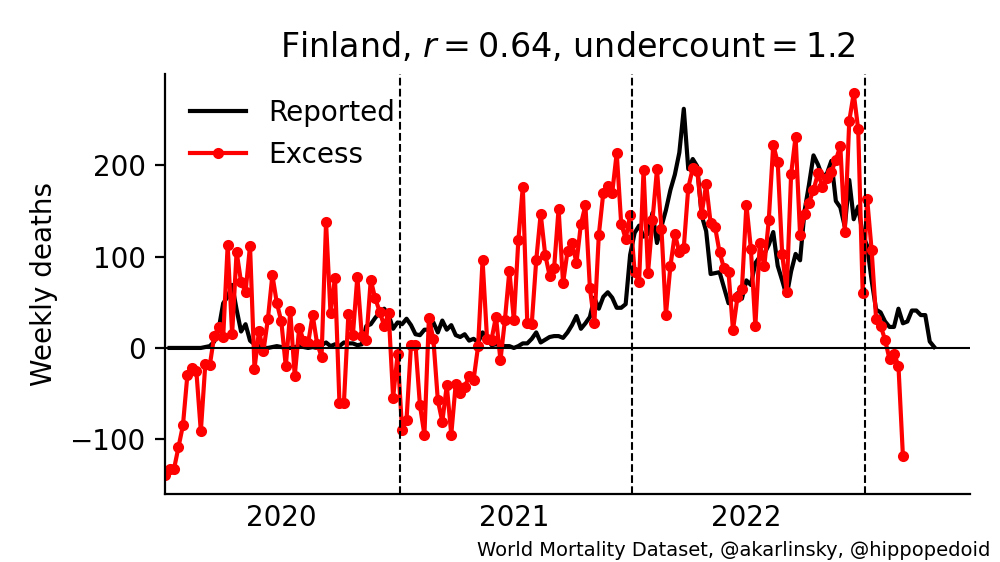 Finland, r = 0.64, undercount = 1.2
Reported
Excess
Weekly deaths
200
100
0
−100
2020 2021 2022
World Mortality Dataset, @akarlinsky, @hippopedoid